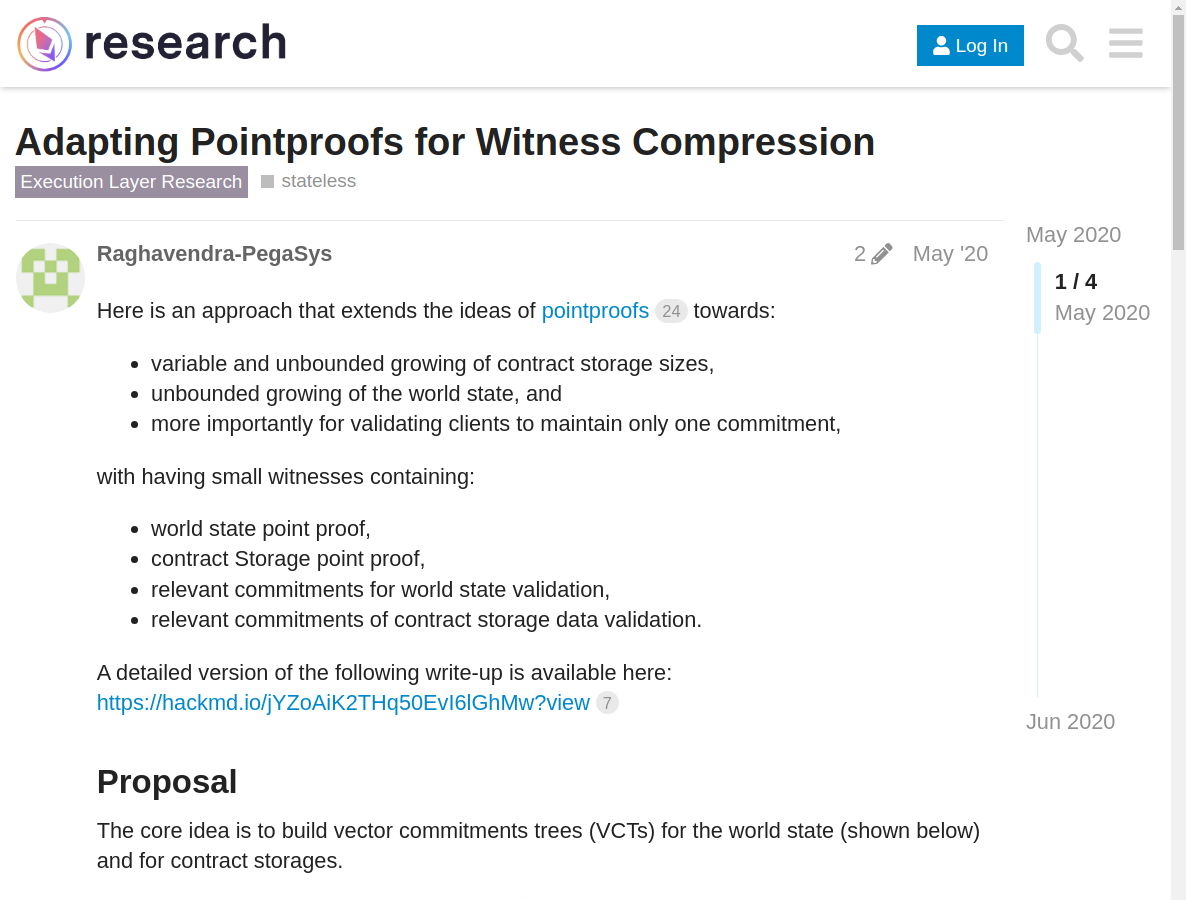 research
Log In
Adapting Pointproofs for Witness Compression
Execution Layer Research stateless
Raghavendra-PegaSys 2 May '20
Here is an approach that extends the ideas of pointproofs 24 towards:
• variable and unbounded growing of contract storage sizes,
• unbounded growing of the world state, and
• more importantly for validating clients to maintain only one commitment,
with having small witnesses containing:
• world state point proof,
• contract Storage point proof,
• relevant commitments for world state validation,
• relevant commitments of contract storage data validation.
A detailed version of the following write-up is available here:
https://hackmd.io/jYZoAiK2THq50EvI6lGhMw?view 7
Proposal
The core idea is to build vector commitments trees (VCTs) for the world state (shown below)
and for contract storages.
May 2020
1 / 4
May 2020
Jun 2020